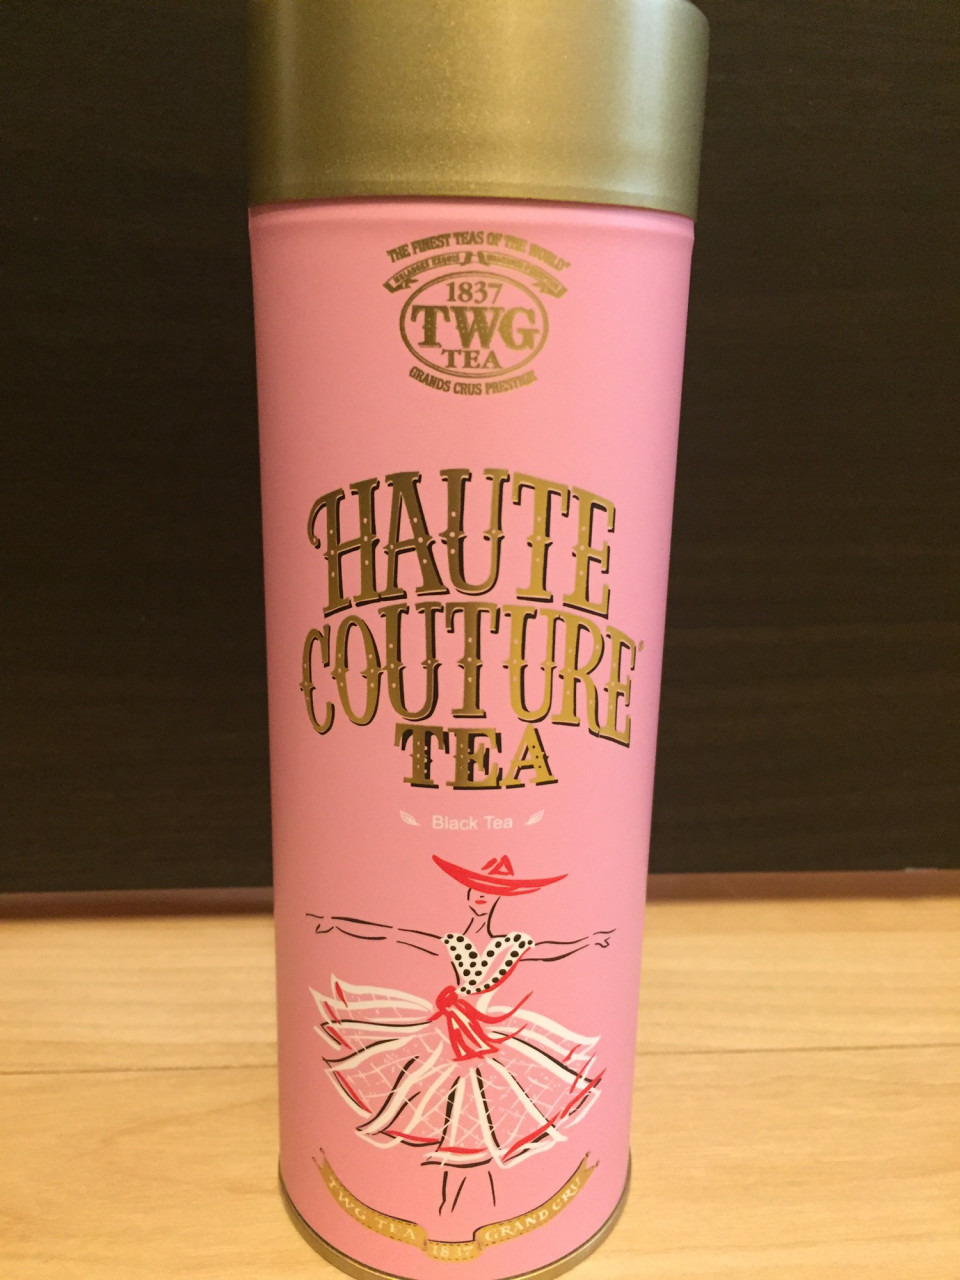 THE FINEST TEAS OF THE WORLD®
1837
TWG
TEA
GRANDS CRUS PRESTIGE
HAUTE
COUTURE®
TEA
Black Tea
TWG TEA 1837 GRAND CRU